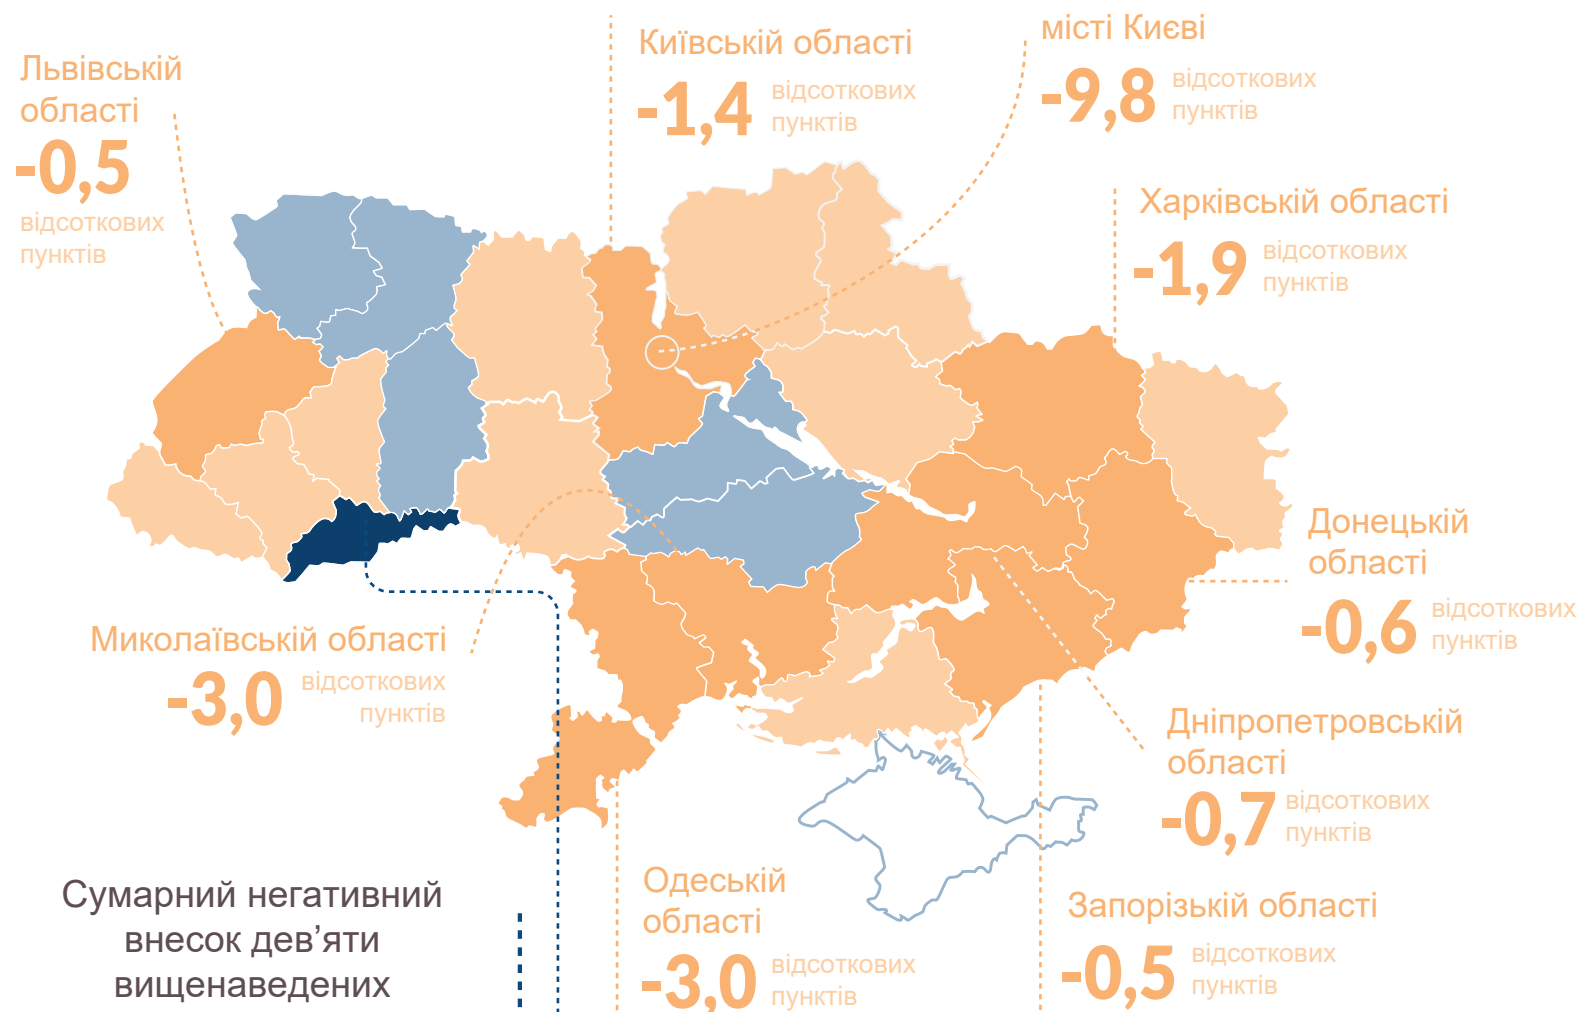 Львівській
області
-0,5
відсоткових
пунктів
Київській області
-1,4
відсоткових
пунктів
місті Києві
-9,8
відсоткових
пунктів
Харківській області
-1,9
відсоткових
пунктів
Донецькій
області
-0,6
відсоткових
пунктів
Миколаївській області
-3,0
відсоткових
пунктів
Дніпропетровській
області
-0,7
відсоткових
пунктів
Одеській
області
-3,0
відсоткових
пунктів
Запорізькій області
-0,5
відсоткових
пунктів
Сумарний негативний
внесок дев’яти
вищенаведених